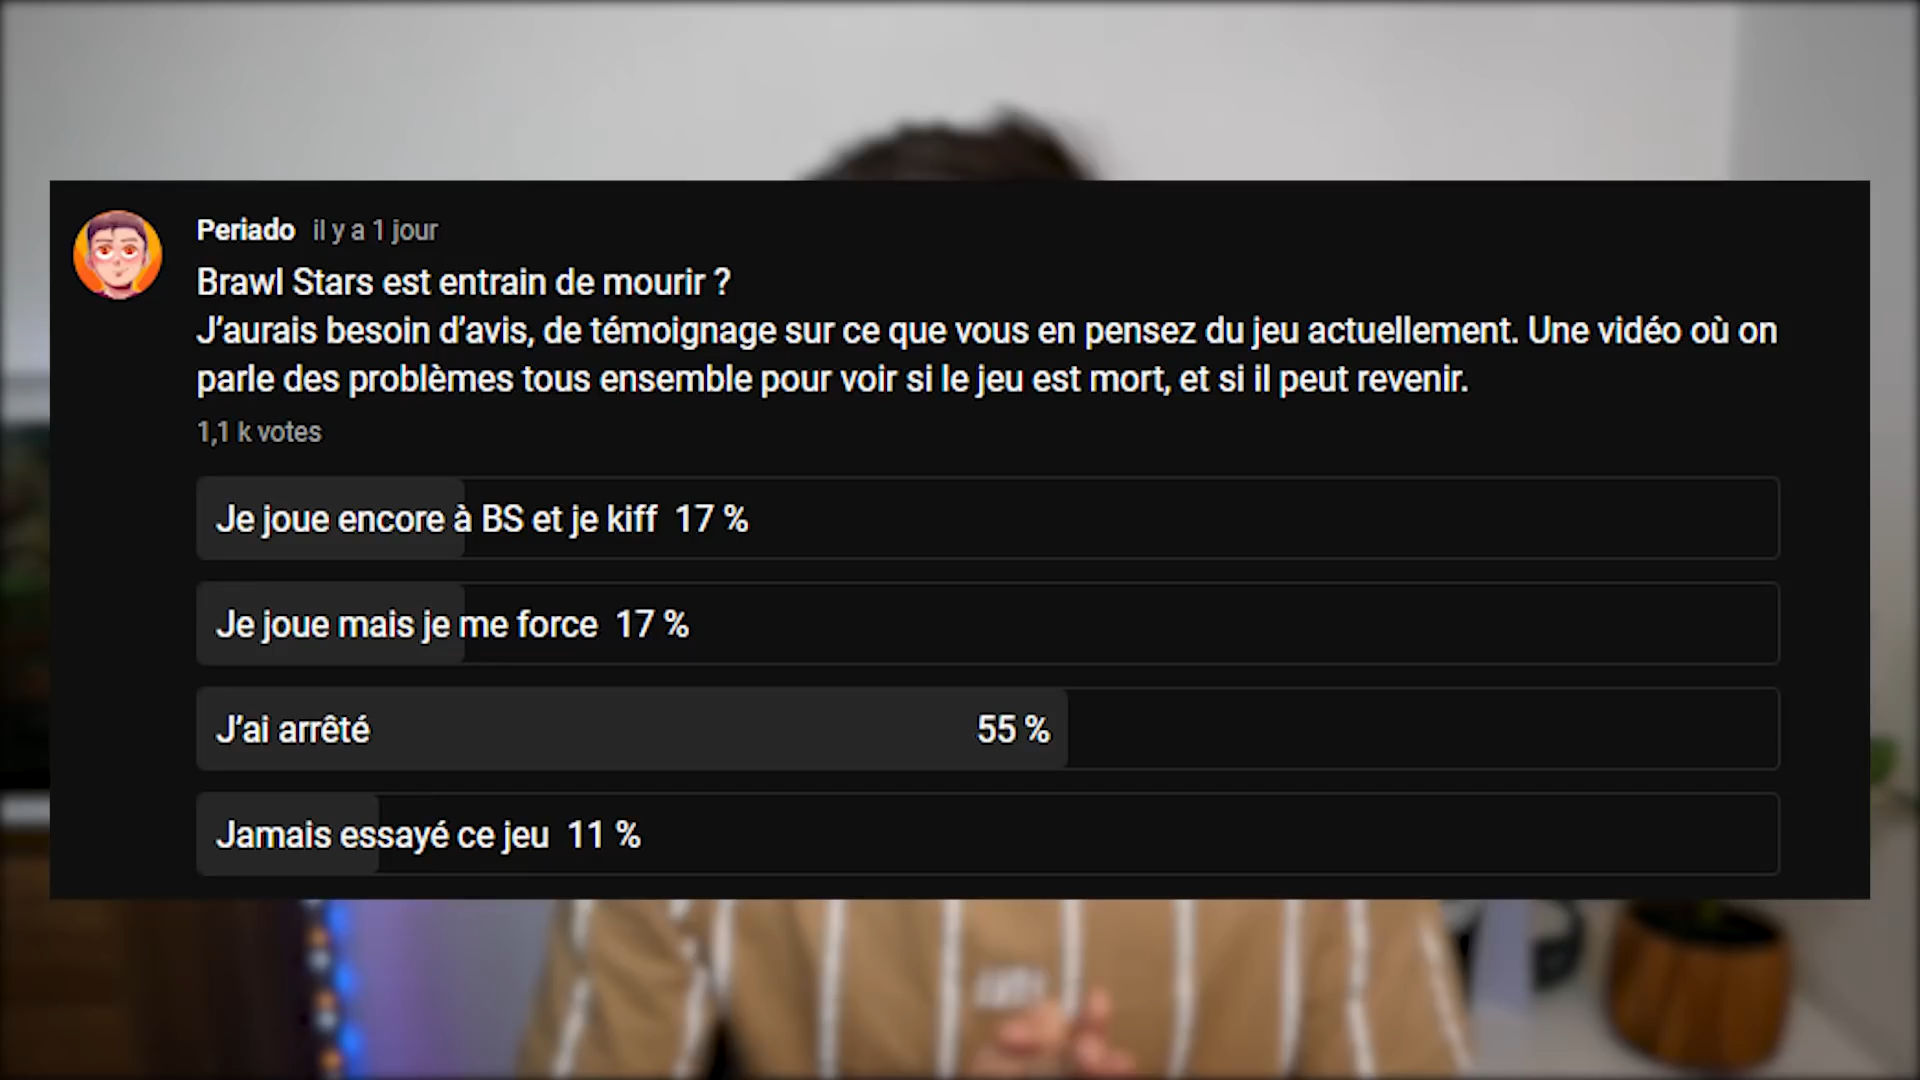 Periado il y a 1 jour
Brawl Stars est entrain de mourir ?
J’aurais besoin d’avis, de témoignage sur ce que vous en pensez du jeu actuellement. Une vidéo où on
parle des problèmes tous ensemble pour voir si le jeu est mort, et si il peut revenir.
1,1 k votes
Je joue encore à BS et je kiff 17 %
Je joue mais je me force 17 %
J’ai arrêté 55 %
Jamais essayé ce jeu 11 %